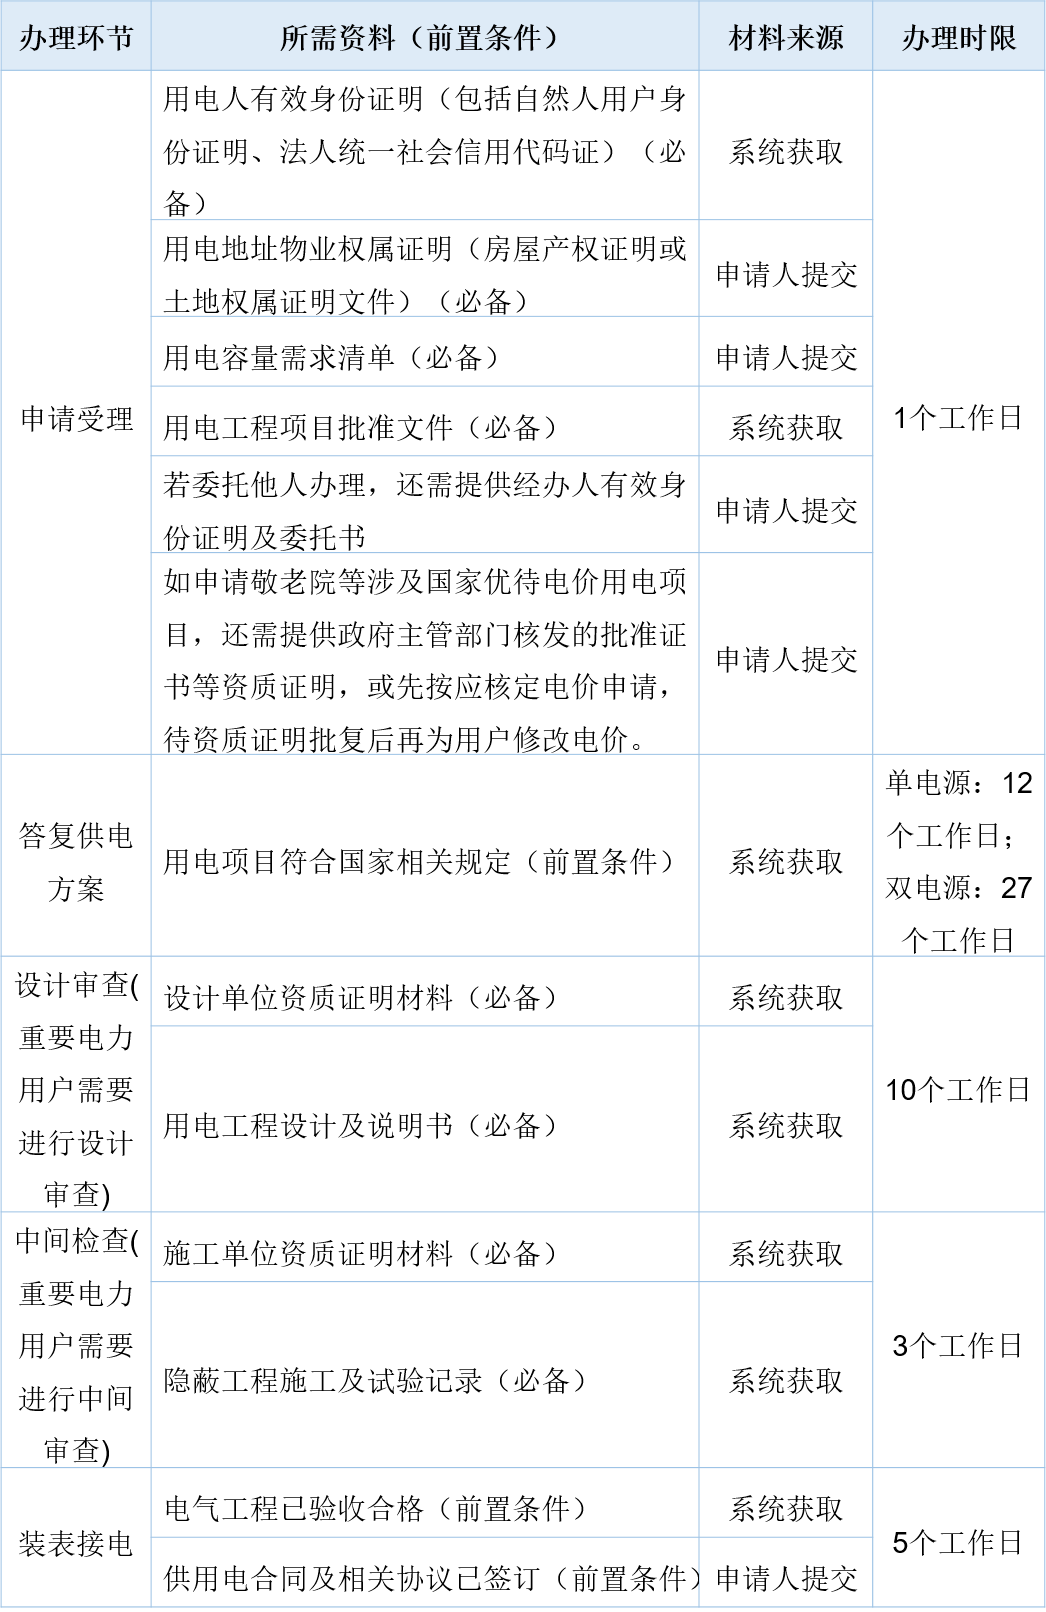 办理环节 所需资料（前置条件） 材料来源 办理时限
申请受理
用电人有效身份证明（包括自然人用户身
份证明、法人统一社会信用代码证）（必
备）
系统获取
用电地址物业权属证明（房屋产权证明或
土地权属证明文件）（必备）
申请人提交
用电容量需求清单（必备）
申请人提交
用电工程项目批准文件（必备）
系统获取
若委托他人办理，还需提供经办人有效身
份证明及委托书
申请人提交
如申请敬老院等涉及国家优待电价用电项
目，还需提供政府主管部门核发的批准证
书等资质证明，或先按应核定电价申请，
待资质证明批复后再为用户修改电价。
申请人提交
1个工作日
答复供电
方案
用电项目符合国家相关规定（前置条件）
系统获取
单电源：12
个工作日；
双电源：27
个工作日
设计审查(
重要电力
用户需要
进行设计
审查)
设计单位资质证明材料（必备）
系统获取
用电工程设计及说明书（必备）
系统获取
10个工作日
中间检查(
重要电力
用户需要
进行中间
审查)
施工单位资质证明材料（必备）
系统获取
隐蔽工程施工及试验记录（必备）
系统获取
3个工作日
装表接电
电气工程已验收合格（前置条件）
系统获取
供用电合同及相关协议已签订（前置条件）
申请人提交
5个工作日